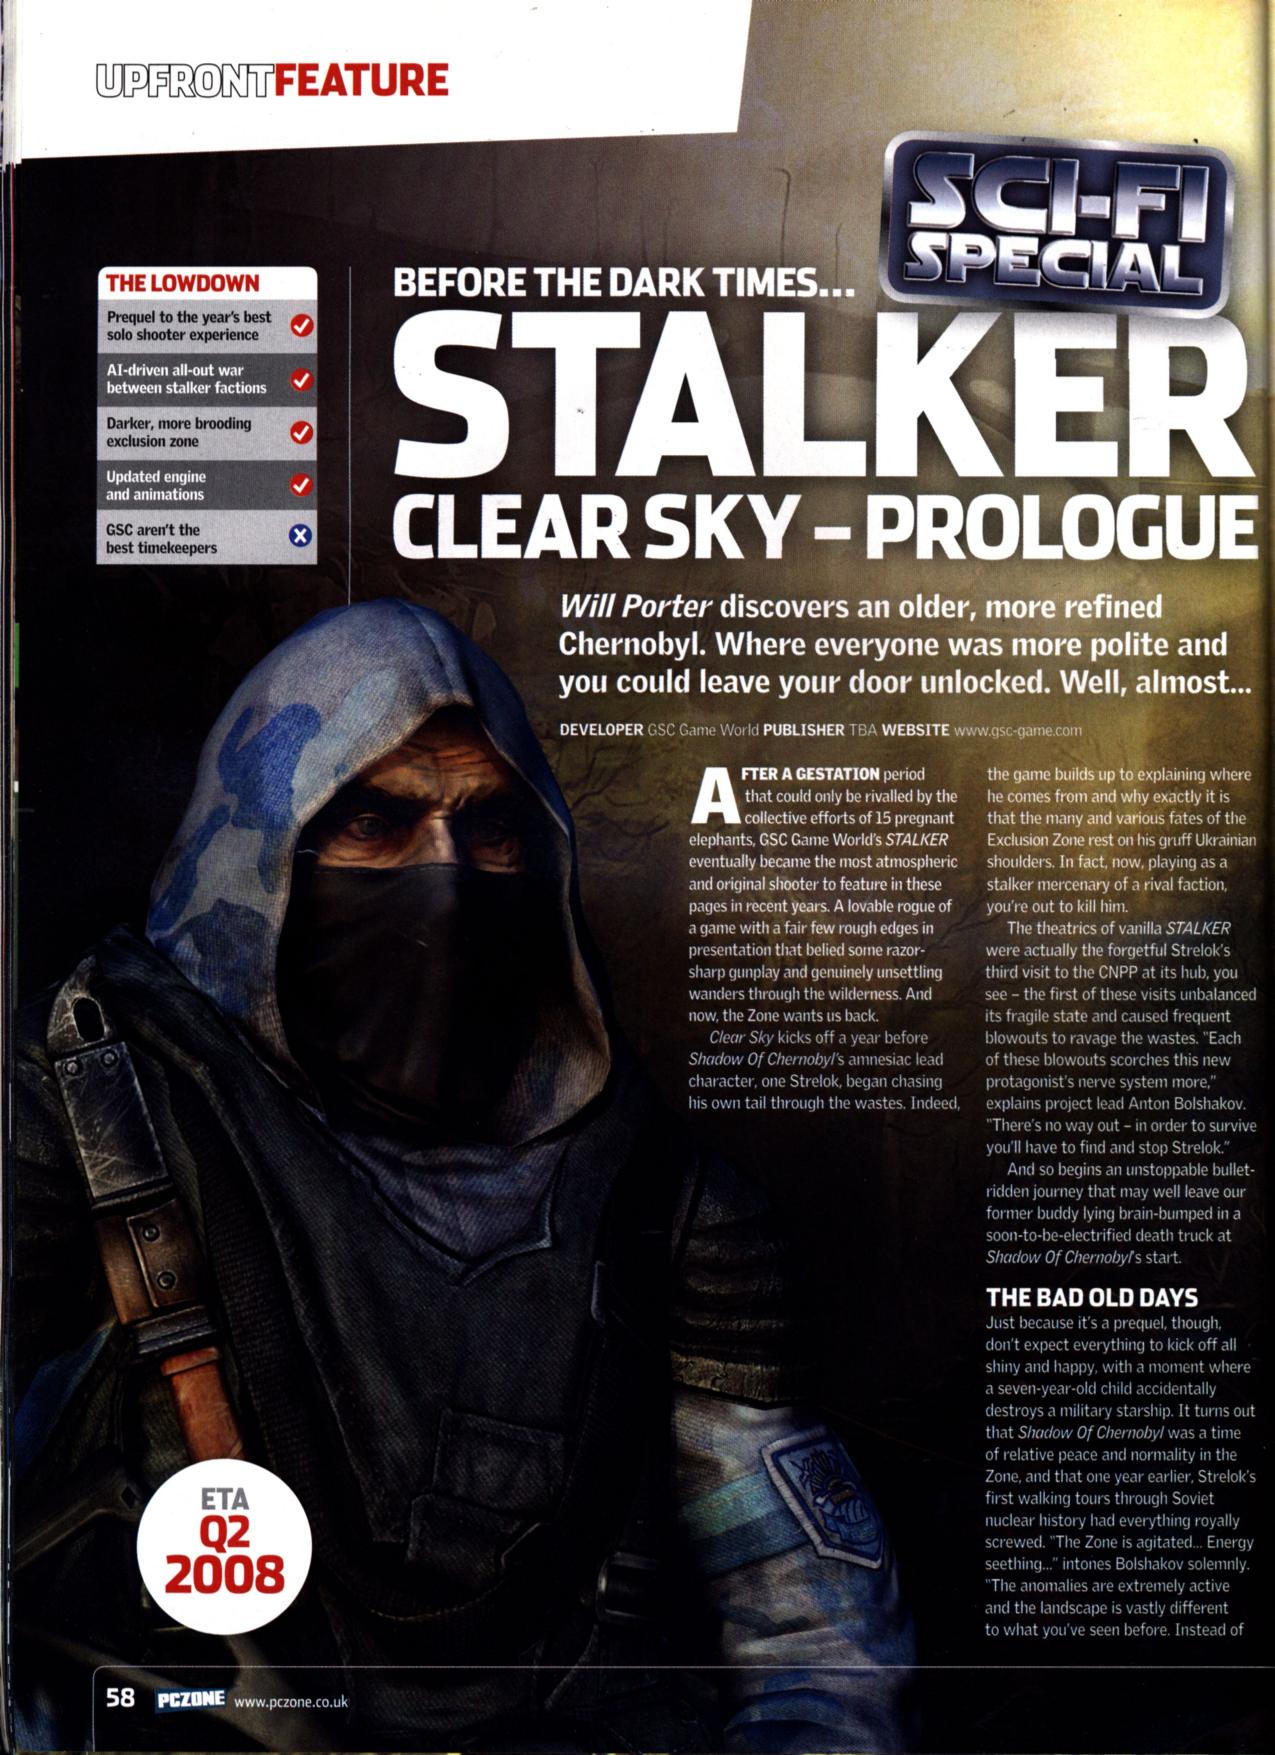 UPFRONTFEATURE
SCI-FI
SPECIAL
THE LOWDOWN
Prequel to the year's best
solo shooter experience
AI-driven all-out war
between stalker factions
Darker, more brooding
exclusion zone
Updated engine
and animations
GSC aren't the
best timekeepers
BEFORE THE DARK TIMES...
STALKER
CLEAR SKY – PROLOGUE
Will Porter discovers an older, more refined
Chernobyl. Where everyone was more polite and
you could leave your door unlocked. Well, almost...
DEVELOPER GSC Game World PUBLISHER TBA WEBSITE www.gsc-game.com
AFTER A GESTATION period
that could only be rivalled by the
collective efforts of 15 pregnant
elephants, GSC Game World's STALKER
eventually became the most atmospheric
and original shooter to feature in these
pages in recent years. A lovable rogue of
a game with a fair few rough edges in
presentation that belied some razor-
sharp gunplay and genuinely unsettling
wanders through the wilderness. And
now, the Zone wants us back.
Clear Sky kicks off a year before
Shadow Of Chernobyl's amnesiac lead
character, one Strelok, began chasing
his own tail through the wastes. Indeed,
the game builds up to explaining where
he comes from and why exactly it is
that the many and various fates of the
Exclusion Zone rest on his gruff Ukrainian
shoulders. In fact, now, playing as a
stalker mercenary of a rival faction,
you're out to kill him.
The theatrics of vanilla STALKER
were actually the forgetful Strelok's
third visit to the CNPP at its hub, you
see – the first of these visits unbalanced
its fragile state and caused frequent
blowouts to ravage the wastes. "Each
of these blowouts scorches this new
protagonist's nerve system more,"
explains project lead Anton Bolshakov.
"There's no way out – in order to survive
you'll have to find and stop Strelok."
And so begins an unstoppable bullet-
ridden journey that may well leave our
former buddy lying brain-bumped in a
soon-to-be-electrified death truck at
Shadow Of Chernobyl's start.
THE BAD OLD DAYS
Just because it's a prequel, though,
don't expect everything to kick off all
shiny and happy, with a moment where
a seven-year-old child accidentally
destroys a military starship. It turns out
that Shadow Of Chernobyl was a time
of relative peace and normality in the
Zone, and that one year earlier, Strelok's
first walking tours through Soviet
nuclear history had everything royally
screwed. "The Zone is agitated... Energy
seething..." intones Bolshakov solemnly.
"The anomalies are extremely active
and the landscape is vastly different
to what you've seen before. Instead of
ETA
Q2
2008
58 PCZONE www.pczone.co.uk